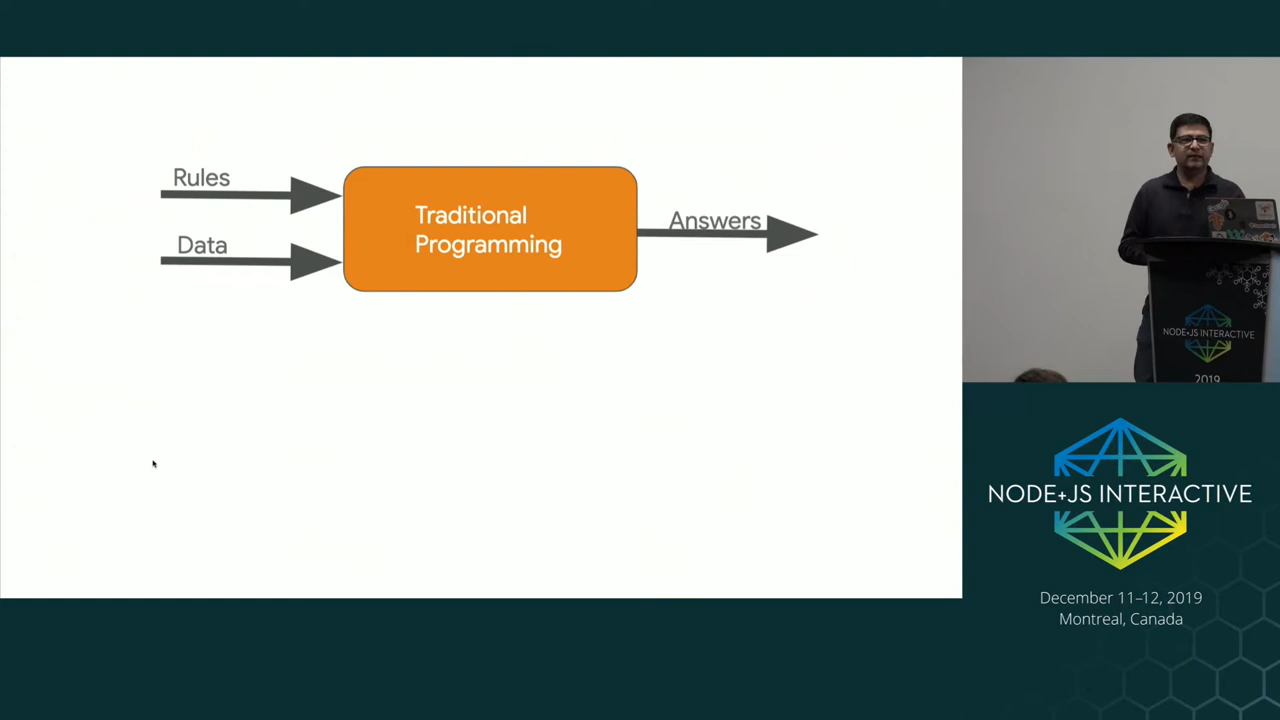 Rules
Data
Traditional
Programming
Answers
NODE+JS INTERACTIVE
2019
NODE+JS INTERACTIVE
December 11–12, 2019
Montreal, Canada